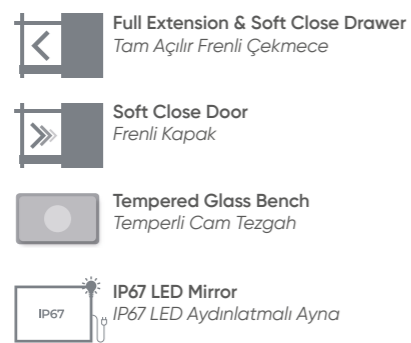 Full Extension & Soft Close Drawer
Tam Açılır Frenli Çekmece
Soft Close Door
Frenli Kapak
Tempered Glass Bench
Temperli Cam Tezgah
IP67 LED Mirror
IP67
IP67 LED Aydınlatmalı Ayna